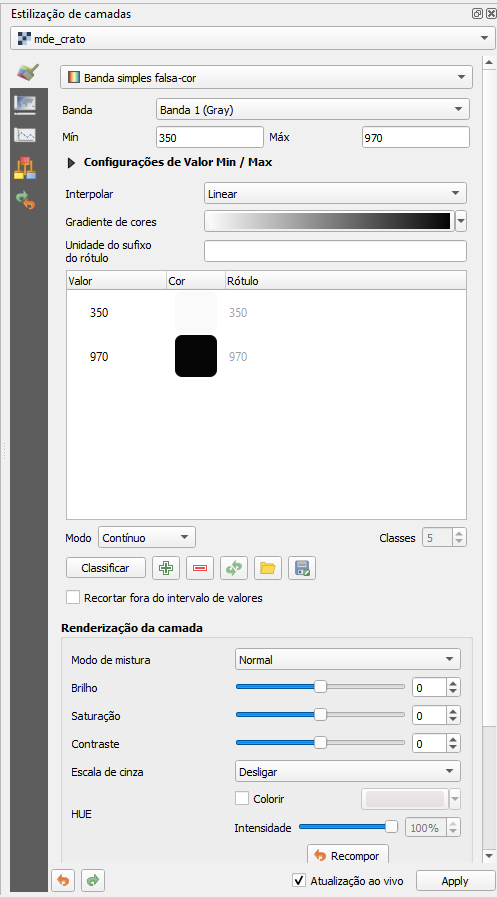 Estilização de camadas
mde_crato
Banda simples falsa-cor
Banda Banda 1 (Gray)
Mín 350 Máx 970
Configurações de Valor Min / Max
Interpolar Linear
Gradiente de cores
Unidade do sufixo
do rótulo
Valor Cor Rótulo
350 350
970 970
Modo Contínuo Classes 5
Classificar
Recortar fora do intervalo de valores
Renderização da camada
Modo de mistura Normal
Brilho 0
Saturação 0
Contraste 0
Escala de cinza Desligar
Colorir
HUE
Intensidade 100%
Recompor
Atualização ao vivo Apply